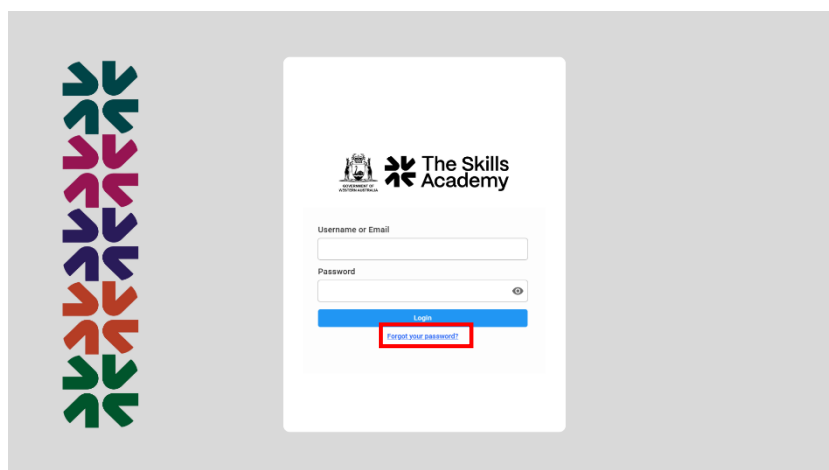 The Skills
Academy
GOVERNMENT OF
WESTERN AUSTRALIA
Username or Email
Password
Login
Forgot your password?